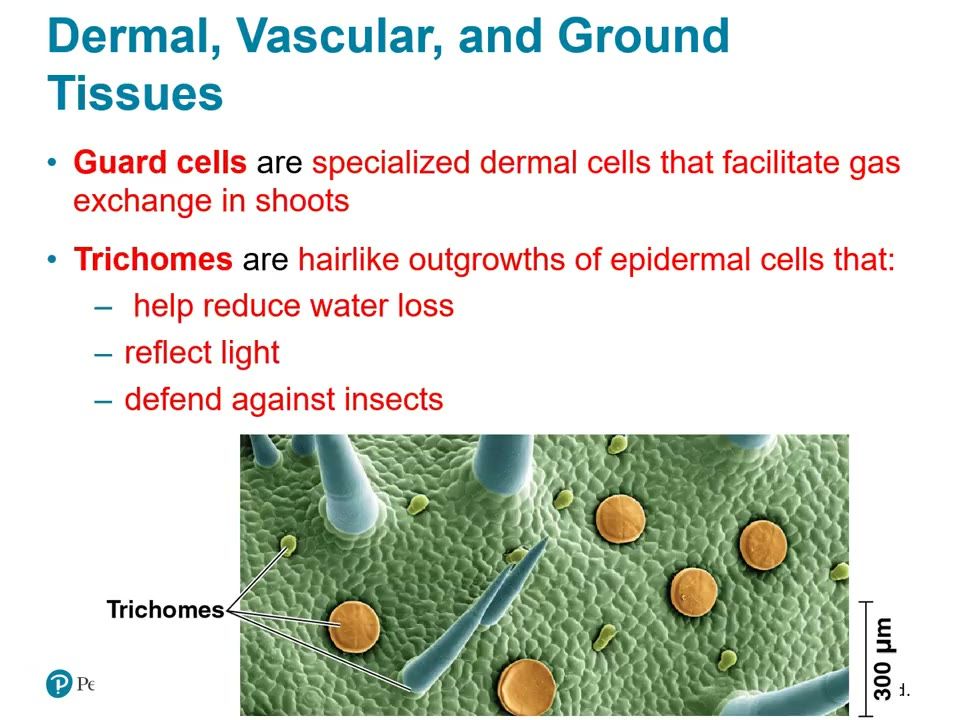 Dermal, Vascular, and Ground
Tissues
• Guard cells are specialized dermal cells that facilitate gas
exchange in shoots
• Trichomes are hairlike outgrowths of epidermal cells that:
– help reduce water loss
– reflect light
– defend against insects
Trichomes
300 µm
P
d.